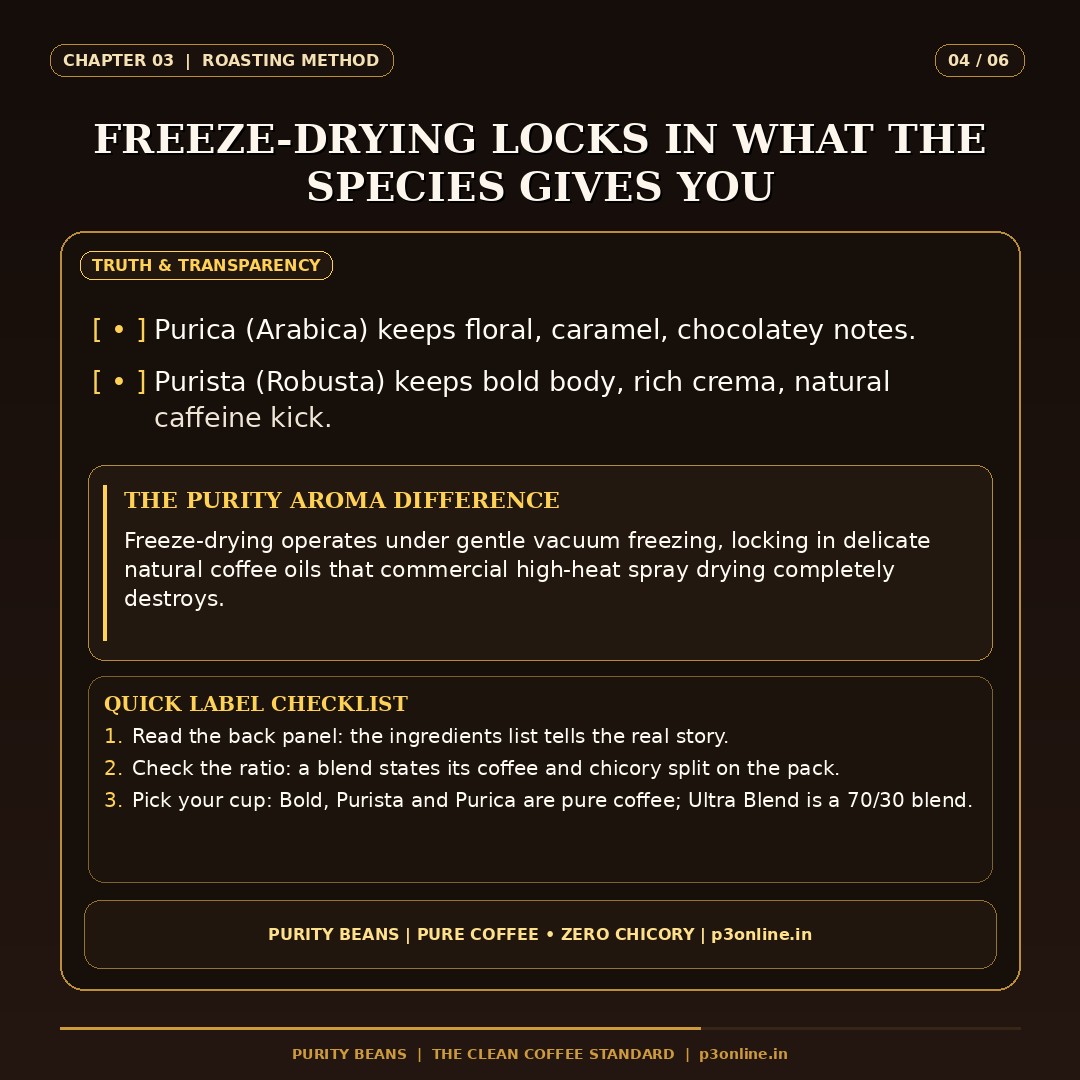 CHAPTER 03 | ROASTING METHOD
04 / 06
FREEZE-DRYING LOCKS IN WHAT THE
SPECIES GIVES YOU
TRUTH & TRANSPARENCY
[ • ] Purica (Arabica) keeps floral, caramel, chocolatey notes.
[ • ] Purista (Robusta) keeps bold body, rich crema, natural
caffeine kick.
THE PURITY AROMA DIFFERENCE
Freeze-drying operates under gentle vacuum freezing, locking in delicate
natural coffee oils that commercial high-heat spray drying completely
destroys.
QUICK LABEL CHECKLIST
1. Read the back panel: the ingredients list tells the real story.
2. Check the ratio: a blend states its coffee and chicory split on the pack.
3. Pick your cup: Bold, Purista and Purica are pure coffee; Ultra Blend is a 70/30 blend.
PURITY BEANS | PURE COFFEE • ZERO CHICORY | p3online.in
PURITY BEANS | THE CLEAN COFFEE STANDARD | p3online.in